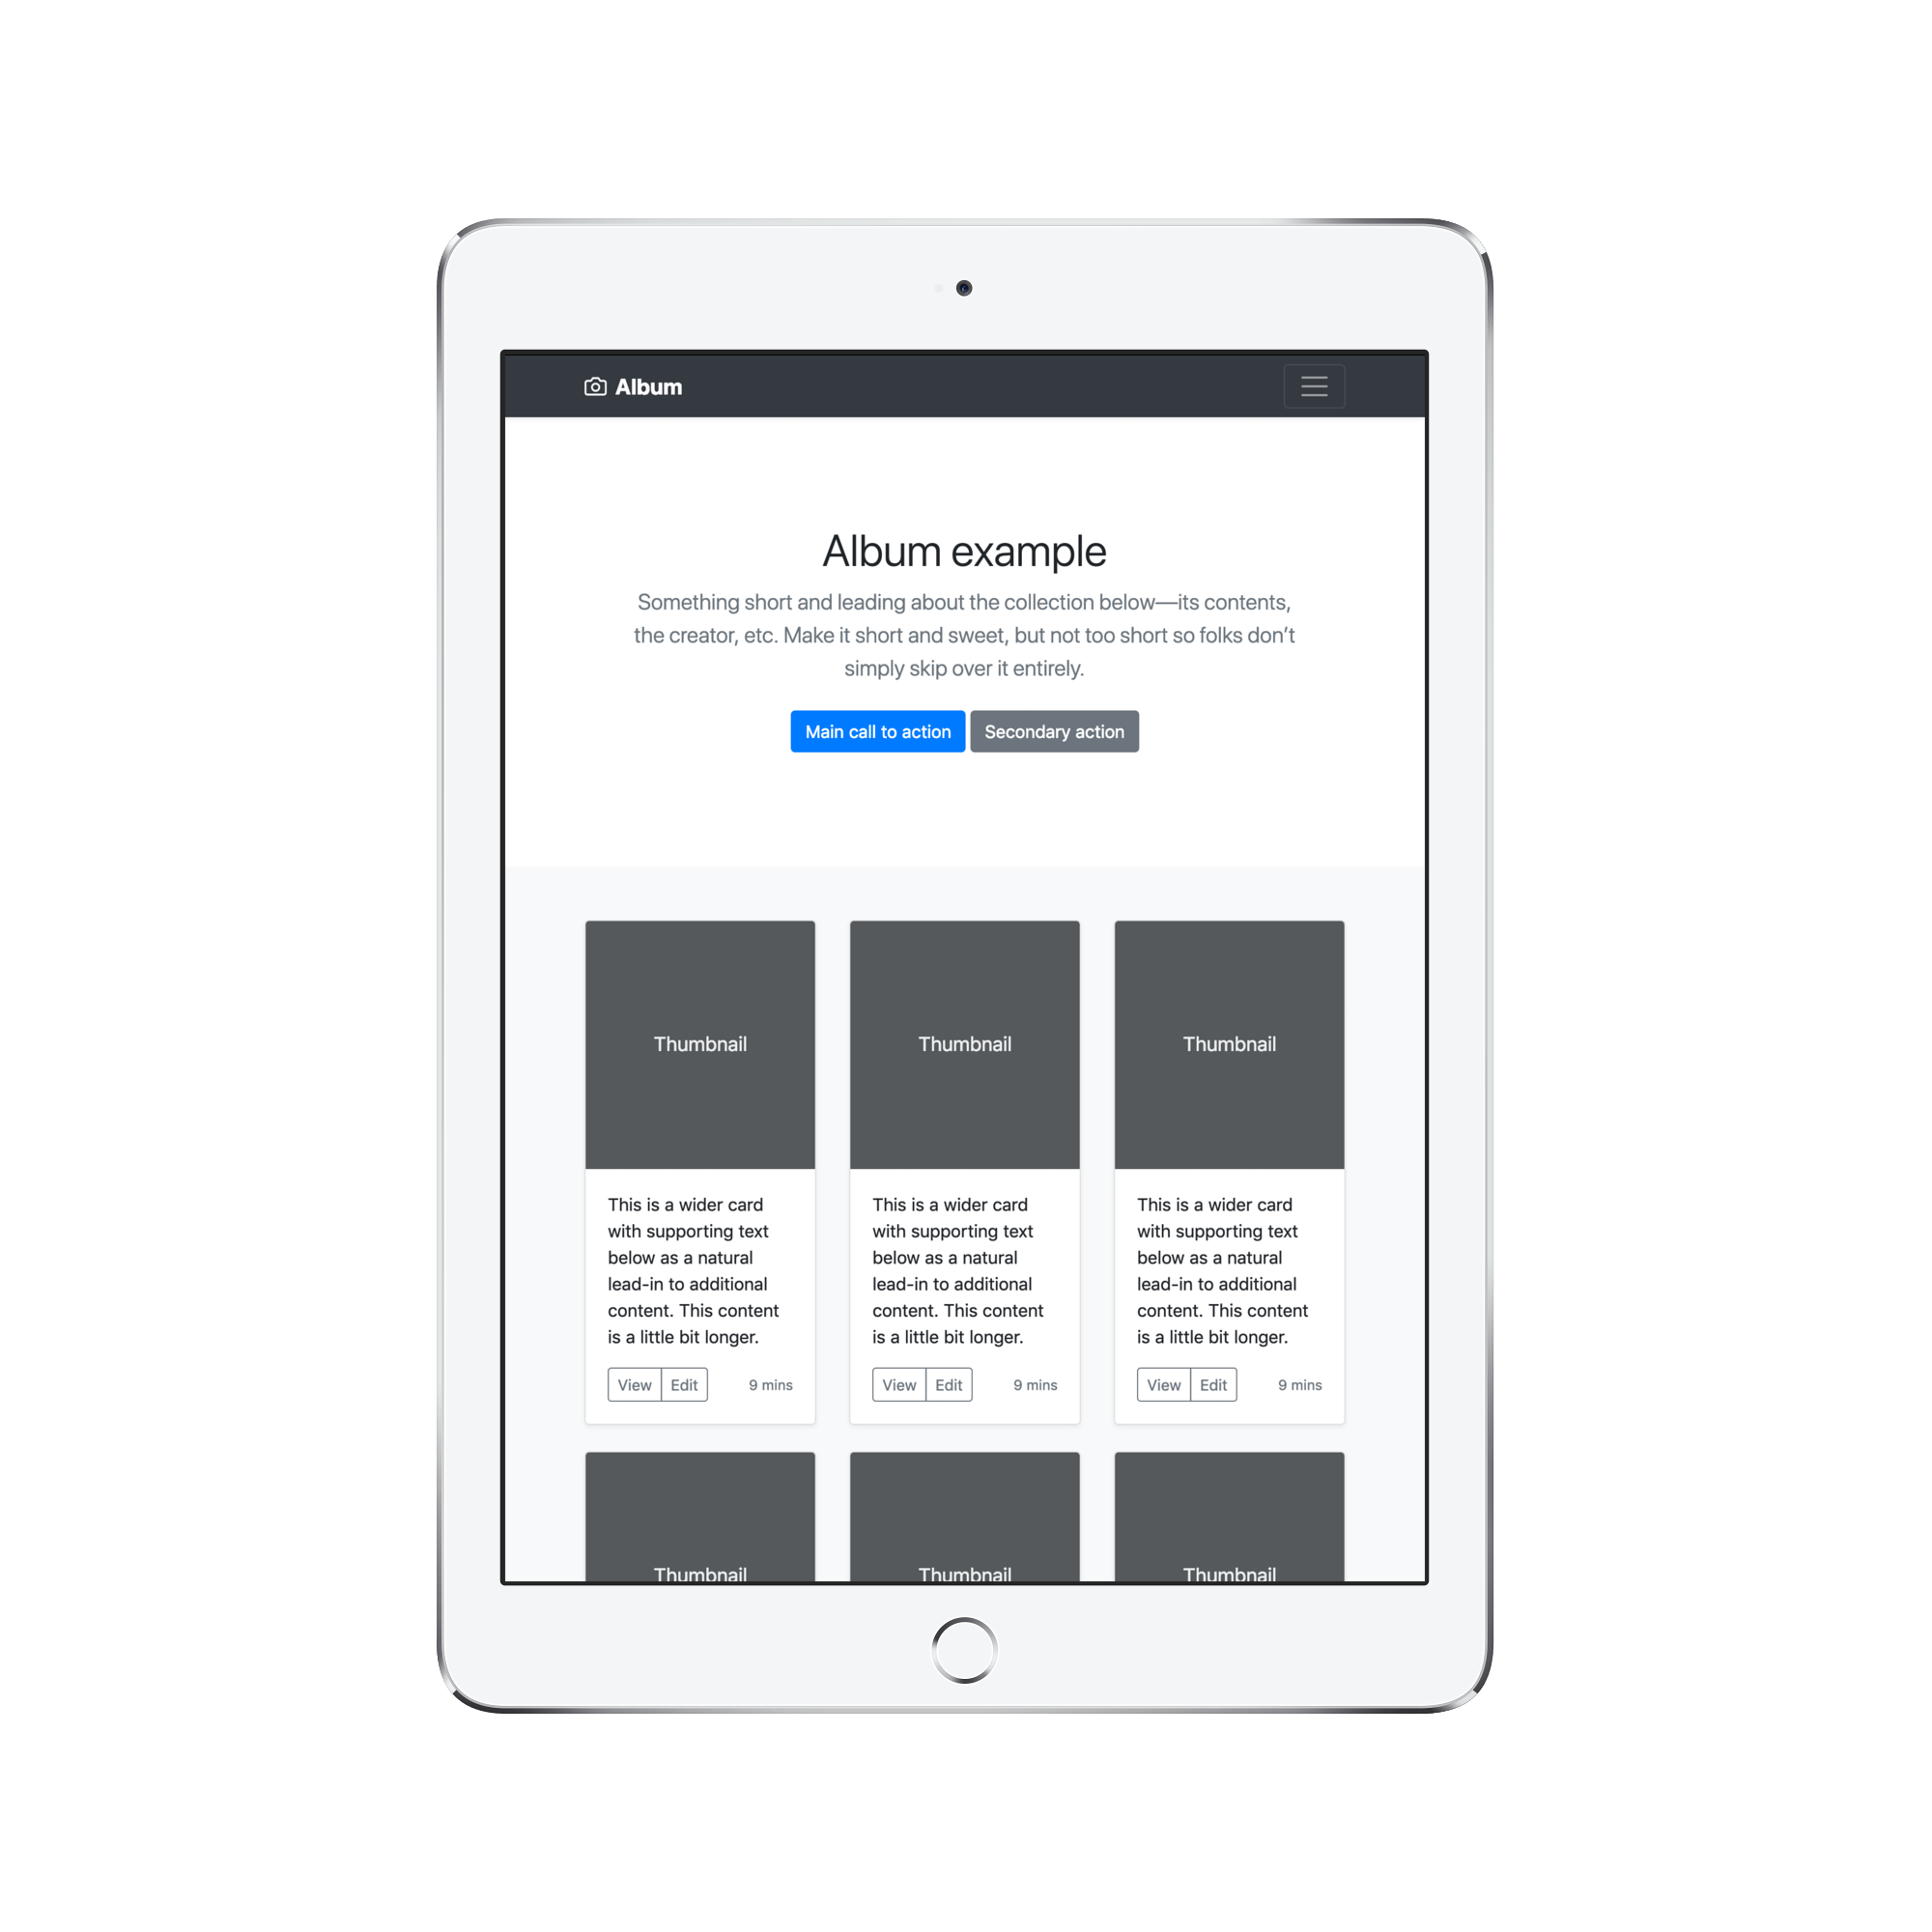 Album
Album example
Something short and leading about the collection below—its contents,
the creator, etc. Make it short and sweet, but not too short so folks don’t
simply skip over it entirely.
Main call to action Secondary action
Thumbnail
This is a wider card
with supporting text
below as a natural
lead-in to additional
content. This content
is a little bit longer.
View Edit 9 mins
Thumbnail
This is a wider card
with supporting text
below as a natural
lead-in to additional
content. This content
is a little bit longer.
View Edit 9 mins
Thumbnail
This is a wider card
with supporting text
below as a natural
lead-in to additional
content. This content
is a little bit longer.
View Edit 9 mins
Thumbnail
Thumbnail
Thumbnail